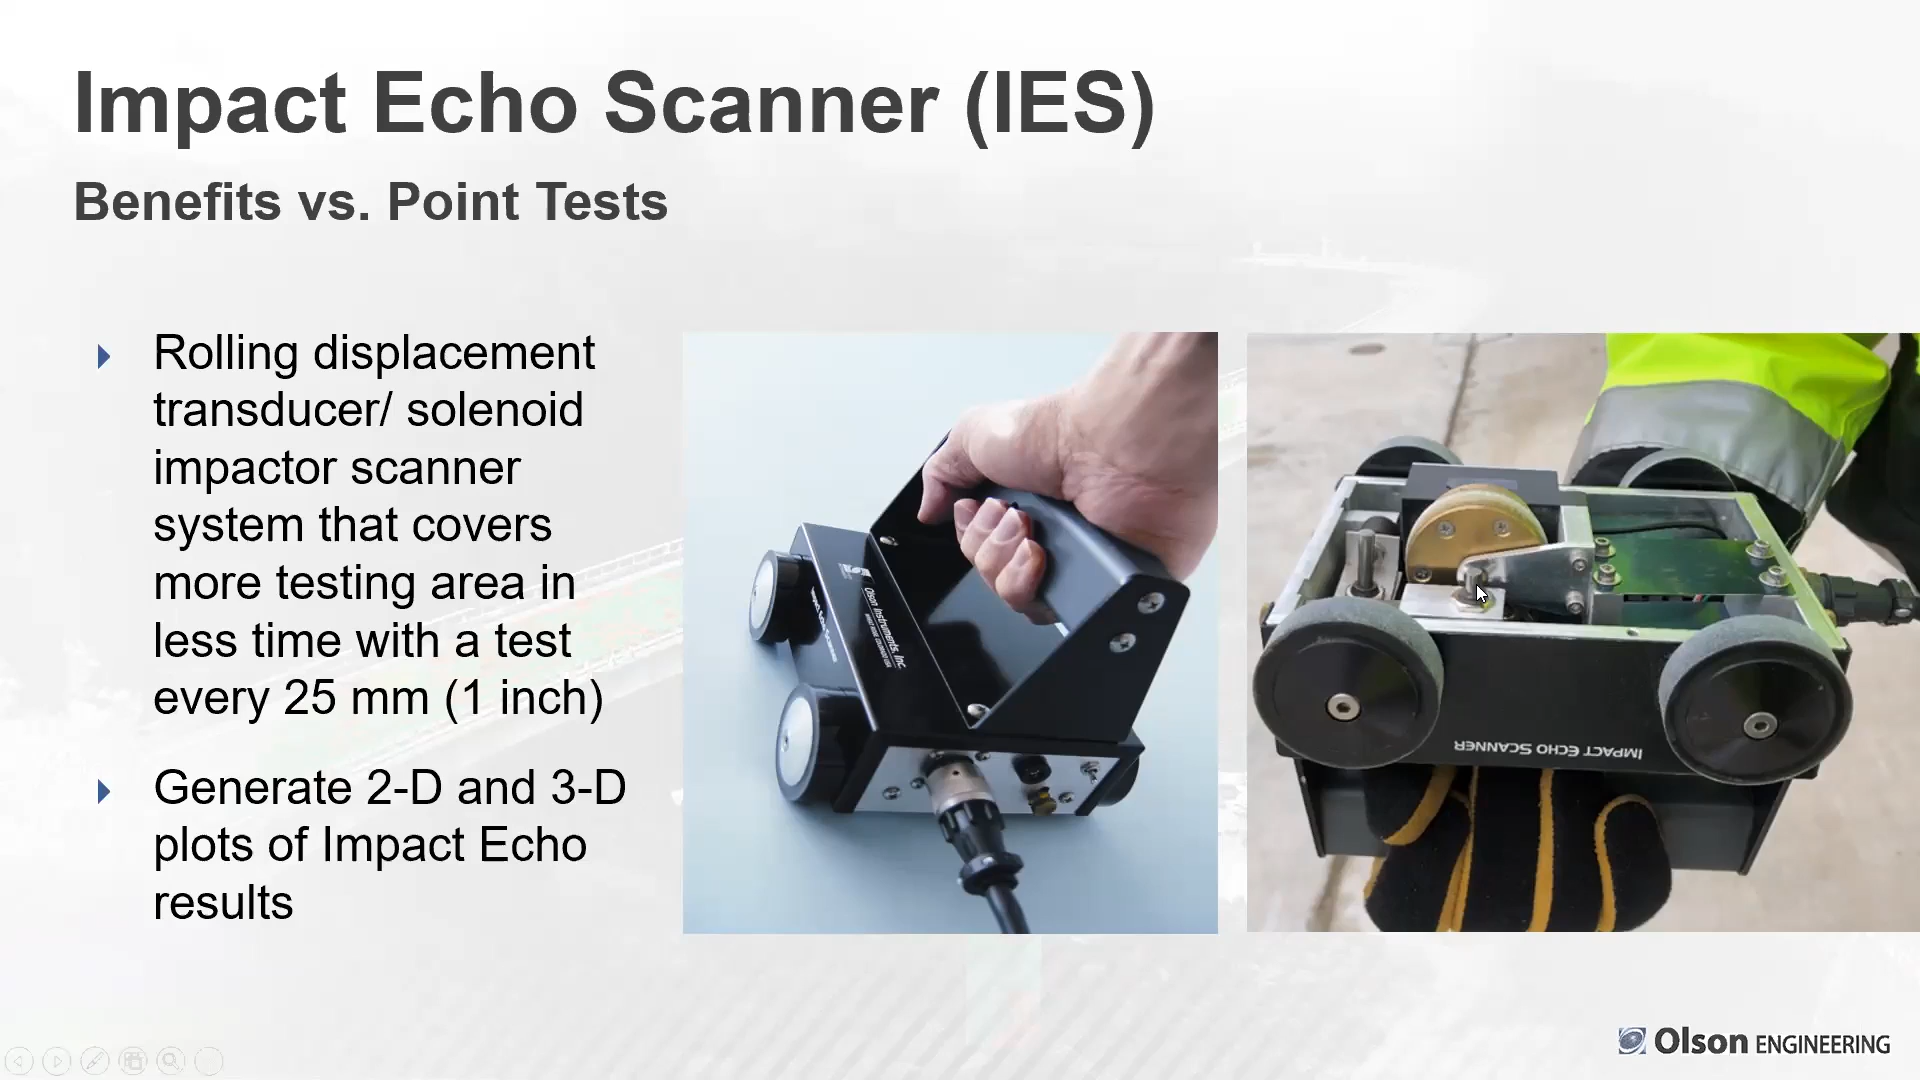 Impact Echo Scanner (IES)
Benefits vs. Point Tests
Rolling displacement
transducer/ solenoid
impactor scanner
system that covers
more testing area in
less time with a test
every 25 mm (1 inch)
Generate 2-D and 3-D
plots of Impact Echo
results
Olson Instruments, Inc.
IMPACT ECHO SCANNER
Olson ENGINEERING